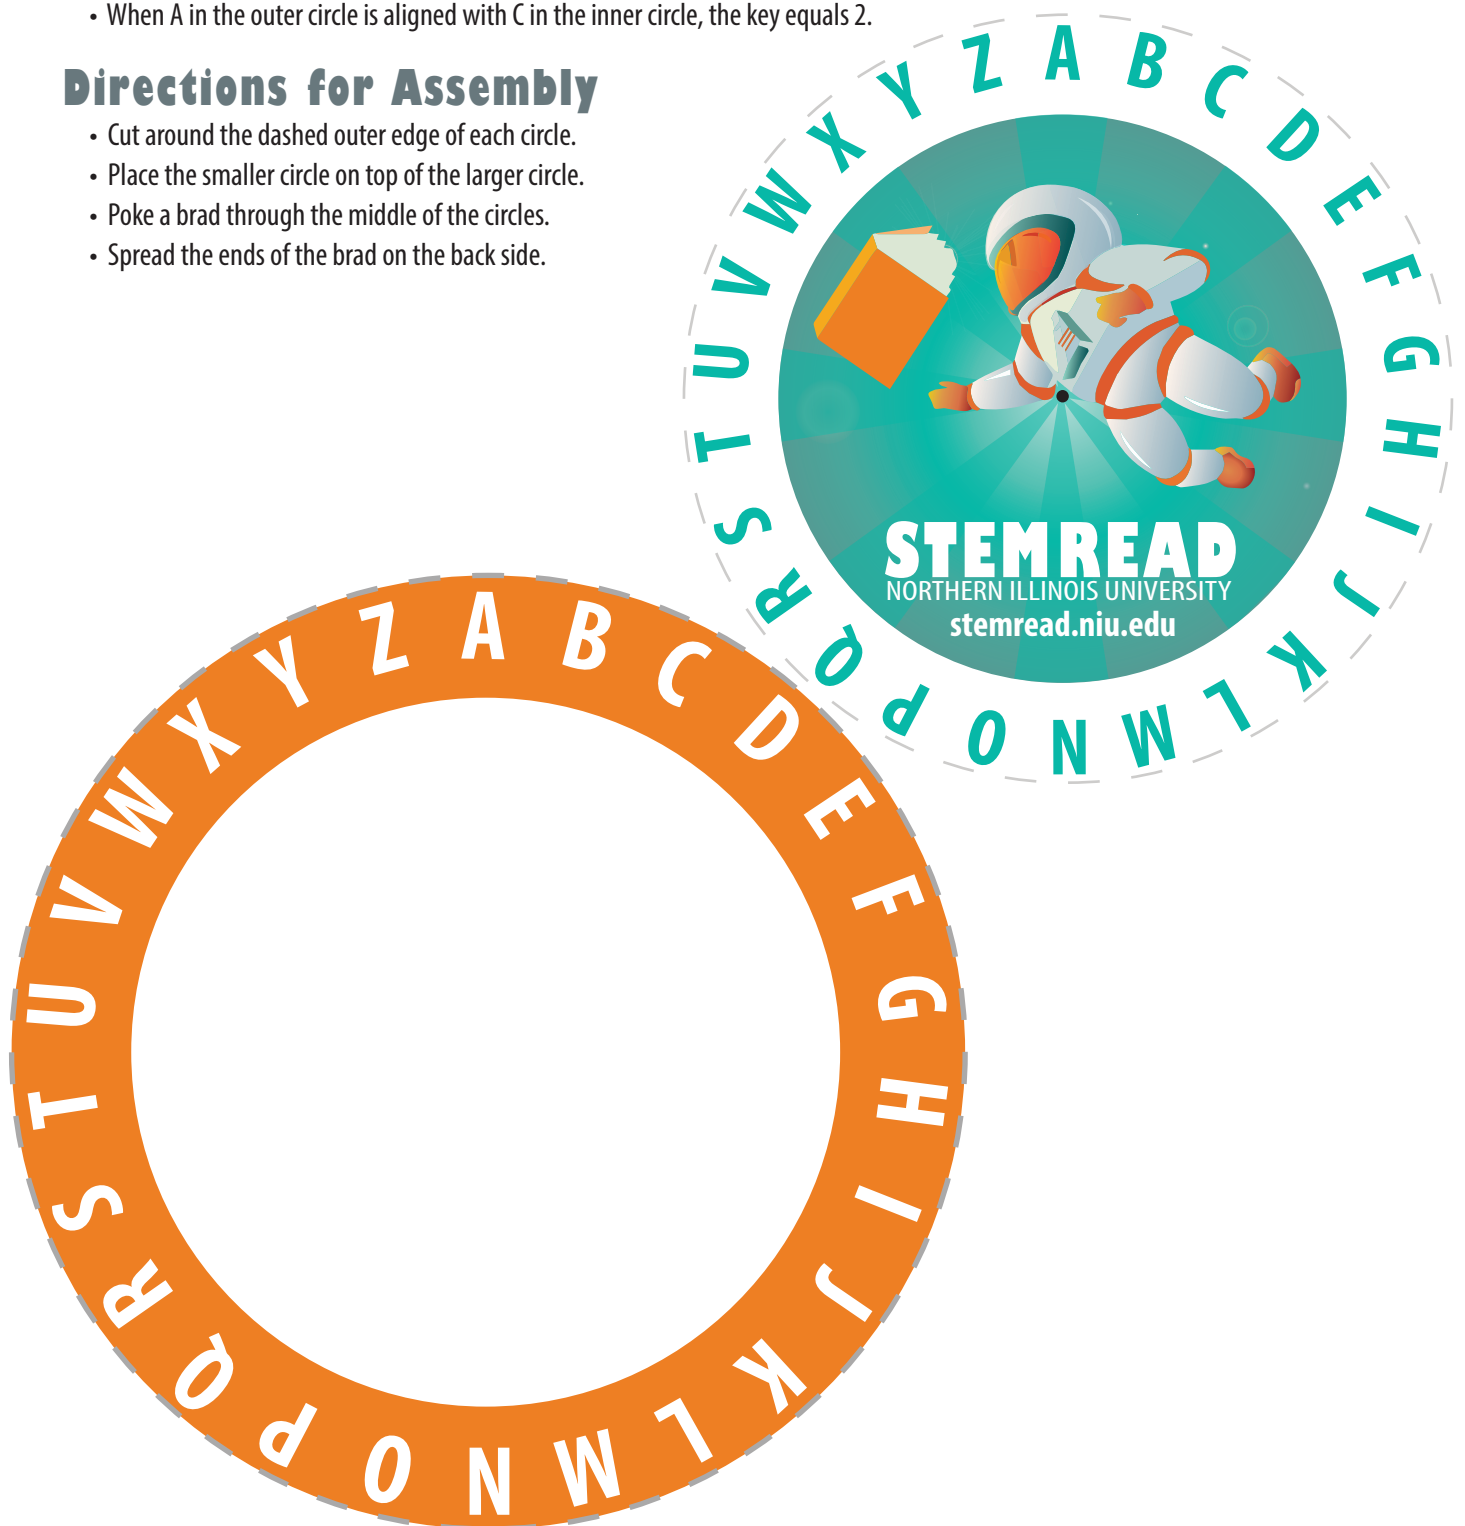 • When A in the outer circle is aligned with C in the inner circle, the key equals 2.
Directions for Assembly
• Cut around the dashed outer edge of each circle.
• Place the smaller circle on top of the larger circle.
• Poke a brad through the middle of the circles.
• Spread the ends of the brad on the back side.
A B C D E F G H I J K L M N O P Q R S T U V W X Y Z
STEMREAD
NORTHERN ILLINOIS UNIVERSITY
stemread.niu.edu
A B C D E F G H I J K L M N O P Q R S T U V W X Y Z